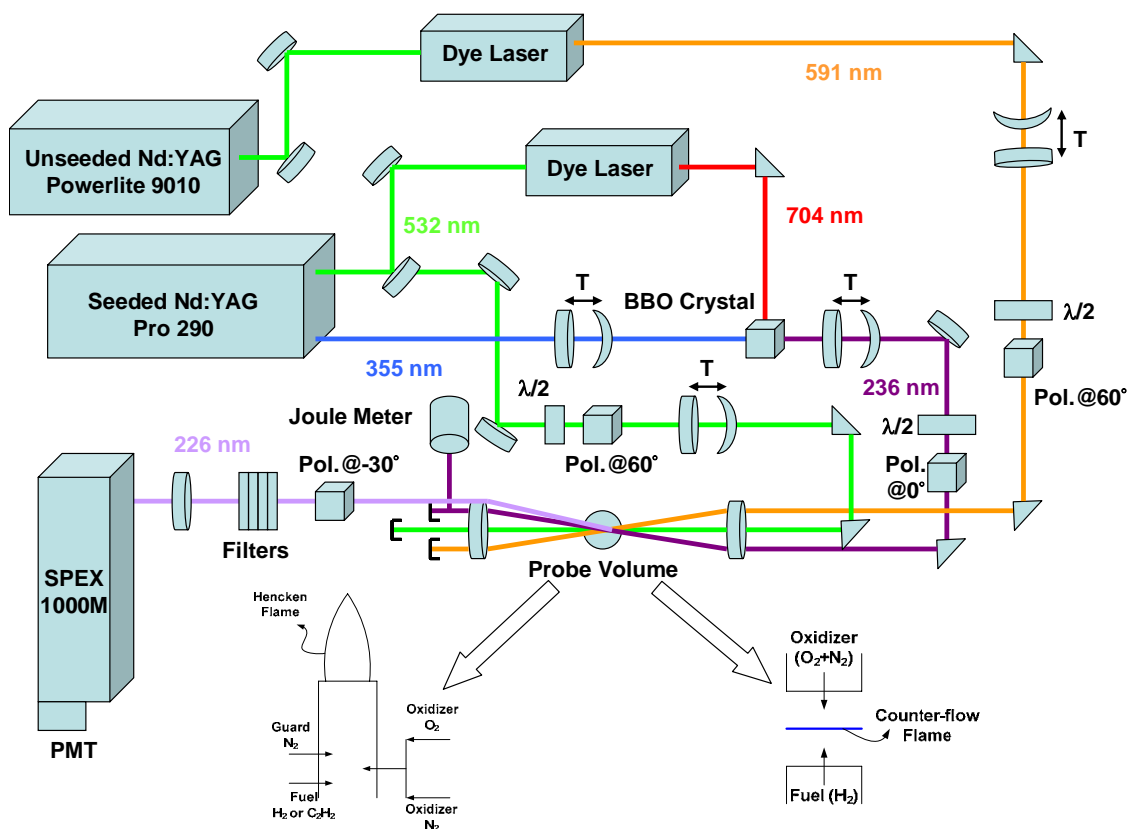 Dye Laser
591 nm
T
Unseeded Nd:YAG
Powerlite 9010
Dye Laser
704 nm
532 nm
Seeded Nd:YAG
Pro 290
T
BBO Crystal
T
λ/2
355 nm
236 nm
Pol.@60°
λ/2
T
Joule Meter
λ/2
226 nm
Pol.@-30°
Pol.@60°
Pol.
@0°
Filters
SPEX
1000M
Probe Volume
PMT
Hencken
Flame
Oxidizer
O₂
Guard
N₂
Fuel
H₂ or C₂H₂
Oxidizer
N₂
Oxidizer
(O₂+N₂)
Counter-flow
Flame
Fuel (H₂)